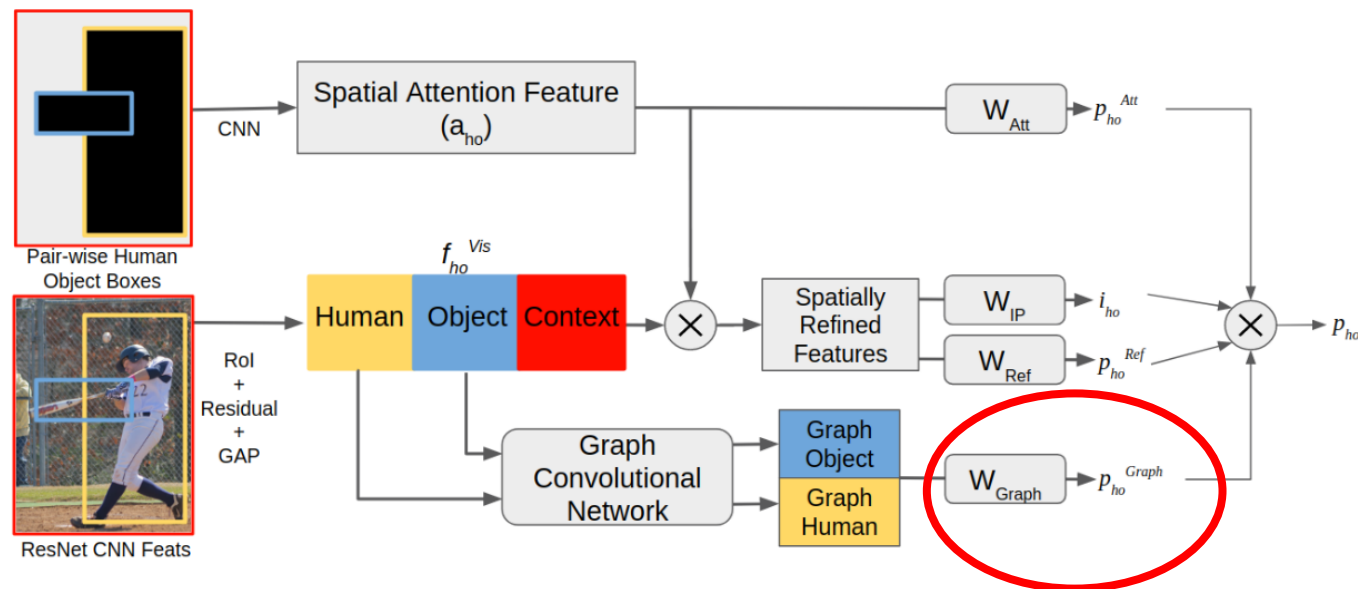 Spatial Attention Feature
(a_ho)
CNN
W_Att
p_ho^Att
Pair-wise Human
Object Boxes
f_ho^Vis
Human
Object
Context
RoI
+
Residual
+
GAP
ResNet CNN Feats
×
Spatially
Refined
Features
W_IP
i_ho
W_Ref
p_ho^Ref
×
p_ho
Graph
Convolutional
Network
Graph
Object
Graph
Human
W_Graph
p_ho^Graph